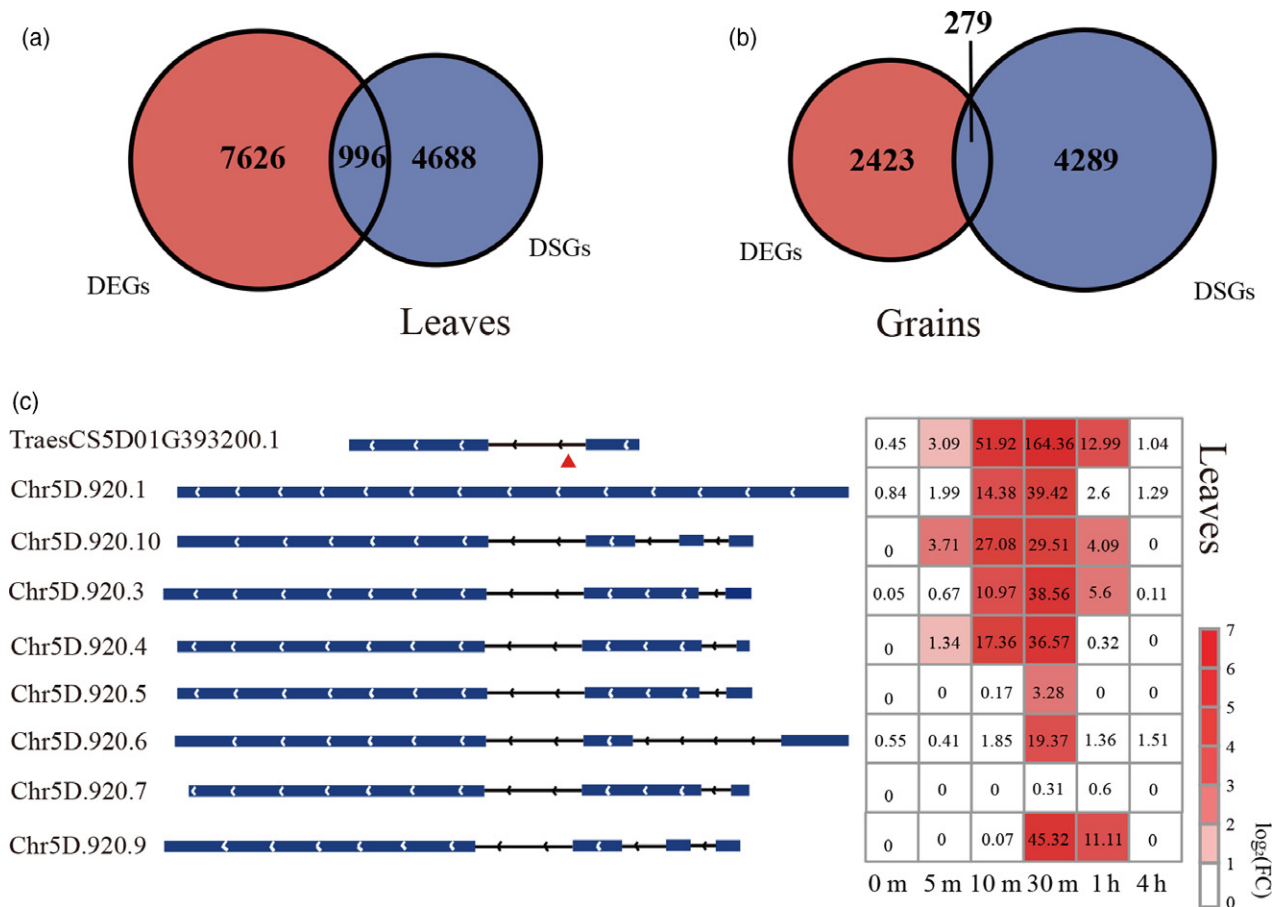 (a)
7626
996
4688
DEGs
DSGs
Leaves
(b)
279
2423
4289
DEGs
DSGs
Grains
(c)
TraesCS5D01G393200.1
Chr5D.920.1
Chr5D.920.10
Chr5D.920.3
Chr5D.920.4
Chr5D.920.5
Chr5D.920.6
Chr5D.920.7
Chr5D.920.9
0.45 3.09 51.92 164.36 12.99 1.04
0.84 1.99 14.38 39.42 2.6 1.29
0 3.71 27.08 29.51 4.09 0
0.05 0.67 10.97 38.56 5.6 0.11
0 1.34 17.36 36.57 0.32 0
0 0 0.17 3.28 0 0
0.55 0.41 1.85 19.37 1.36 1.51
0 0 0 0.31 0.6 0
0 0 0.07 45.32 11.11 0
0 m 5 m 10 m 30 m 1 h 4 h
Leaves
7
6
5
4
3
2
1
0
log2(FC)